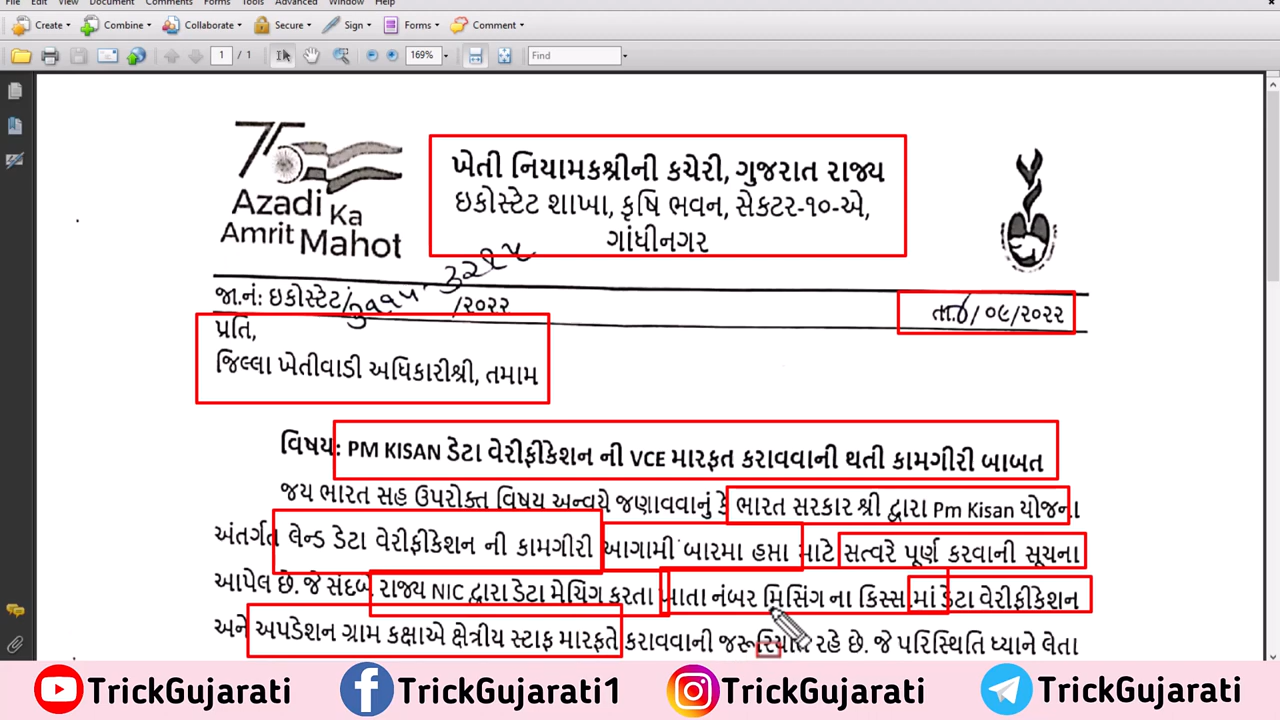 File Edit View Document Comments Forms Tools Advanced Window Help
Create Combine Collaborate Secure Sign Forms Comment
1 / 1 169% Find
75
Azadi Ka
Amrit Mahot
ખેતી નિયામકશ્રીની કચેરી, ગુજરાત રાજ્ય
ઇકોસ્ટેટ શાખા, કૃષિ ભવન, સેકટર-૧૦-એ,
ગાંધીનગર
જા.નં: ઇકોસ્ટેટ/ /૨૦૨૨
તા. /૦૯/૨૦૨૨
પ્રતિ,
જિલ્લા ખેતીવાડી અધિકારીશ્રી, તમામ
વિષય: PM KISAN ડેટા વેરીફીકેશન ની VCE મારફત કરાવવાની થતી કામગીરી બાબત
જય ભારત સહ ઉપરોક્ત વિષય અન્વયે જણાવવાનું કે ભારત સરકાર શ્રી દ્વારા Pm Kisan યોજના
અંતર્ગત લેન્ડ ડેટા વેરીફીકેશન ની કામગીરી આગામી બારમા હપ્તા માટે સત્વરે પૂર્ણ કરવાની સૂચના
આપેલ છે. જે સંદર્ભે રાજ્ય NIC દ્વારા ડેટા મેચિંગ કરતા ખાતા નંબર મિસિંગ ના કિસ્સામાં ડેટા વેરીફીકેશન
અને અપડેશન ગ્રામ કક્ષાએ ક્ષેત્રીય સ્ટાફ મારફતે કરાવવાની જરૂરિયાત રહે છે. જે પરિસ્થિતિ ધ્યાને લેતા
TrickGujarati TrickGujarati1 TrickGujarati TrickGujarati